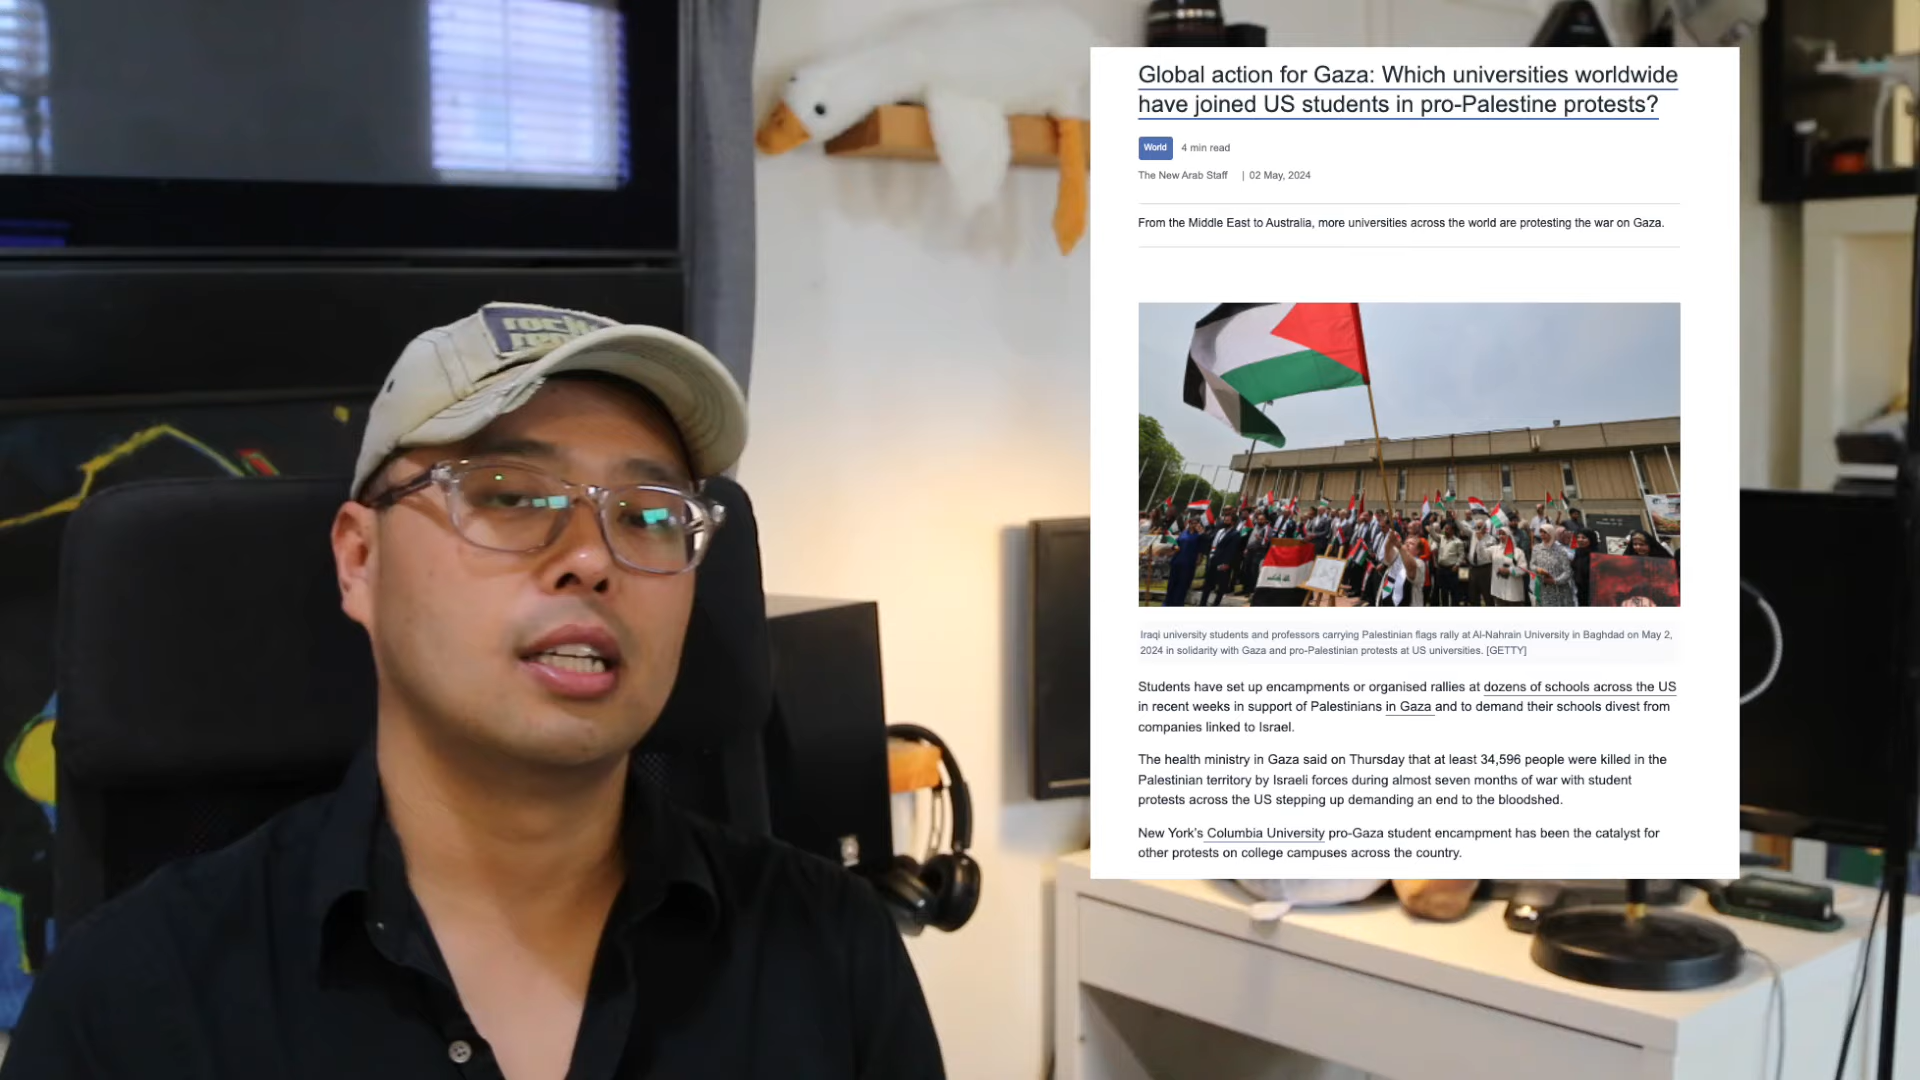 Global action for Gaza: Which universities worldwide
have joined US students in pro-Palestine protests?
World 4 min read
The New Arab Staff | 02 May, 2024
From the Middle East to Australia, more universities across the world are protesting the war on Gaza.
Iraqi university students and professors carrying Palestinian flags rally at Al-Nahrain University in Baghdad on May 2,
2024 in solidarity with Gaza and pro-Palestinian protests at US universities. [GETTY]
Students have set up encampments or organised rallies at dozens of schools across the US
in recent weeks in support of Palestinians in Gaza and to demand their schools divest from
companies linked to Israel.
The health ministry in Gaza said on Thursday that at least 34,596 people were killed in the
Palestinian territory by Israeli forces during almost seven months of war with student
protests across the US stepping up demanding an end to the bloodshed.
New York's Columbia University pro-Gaza student encampment has been the catalyst for
other protests on college campuses across the country.